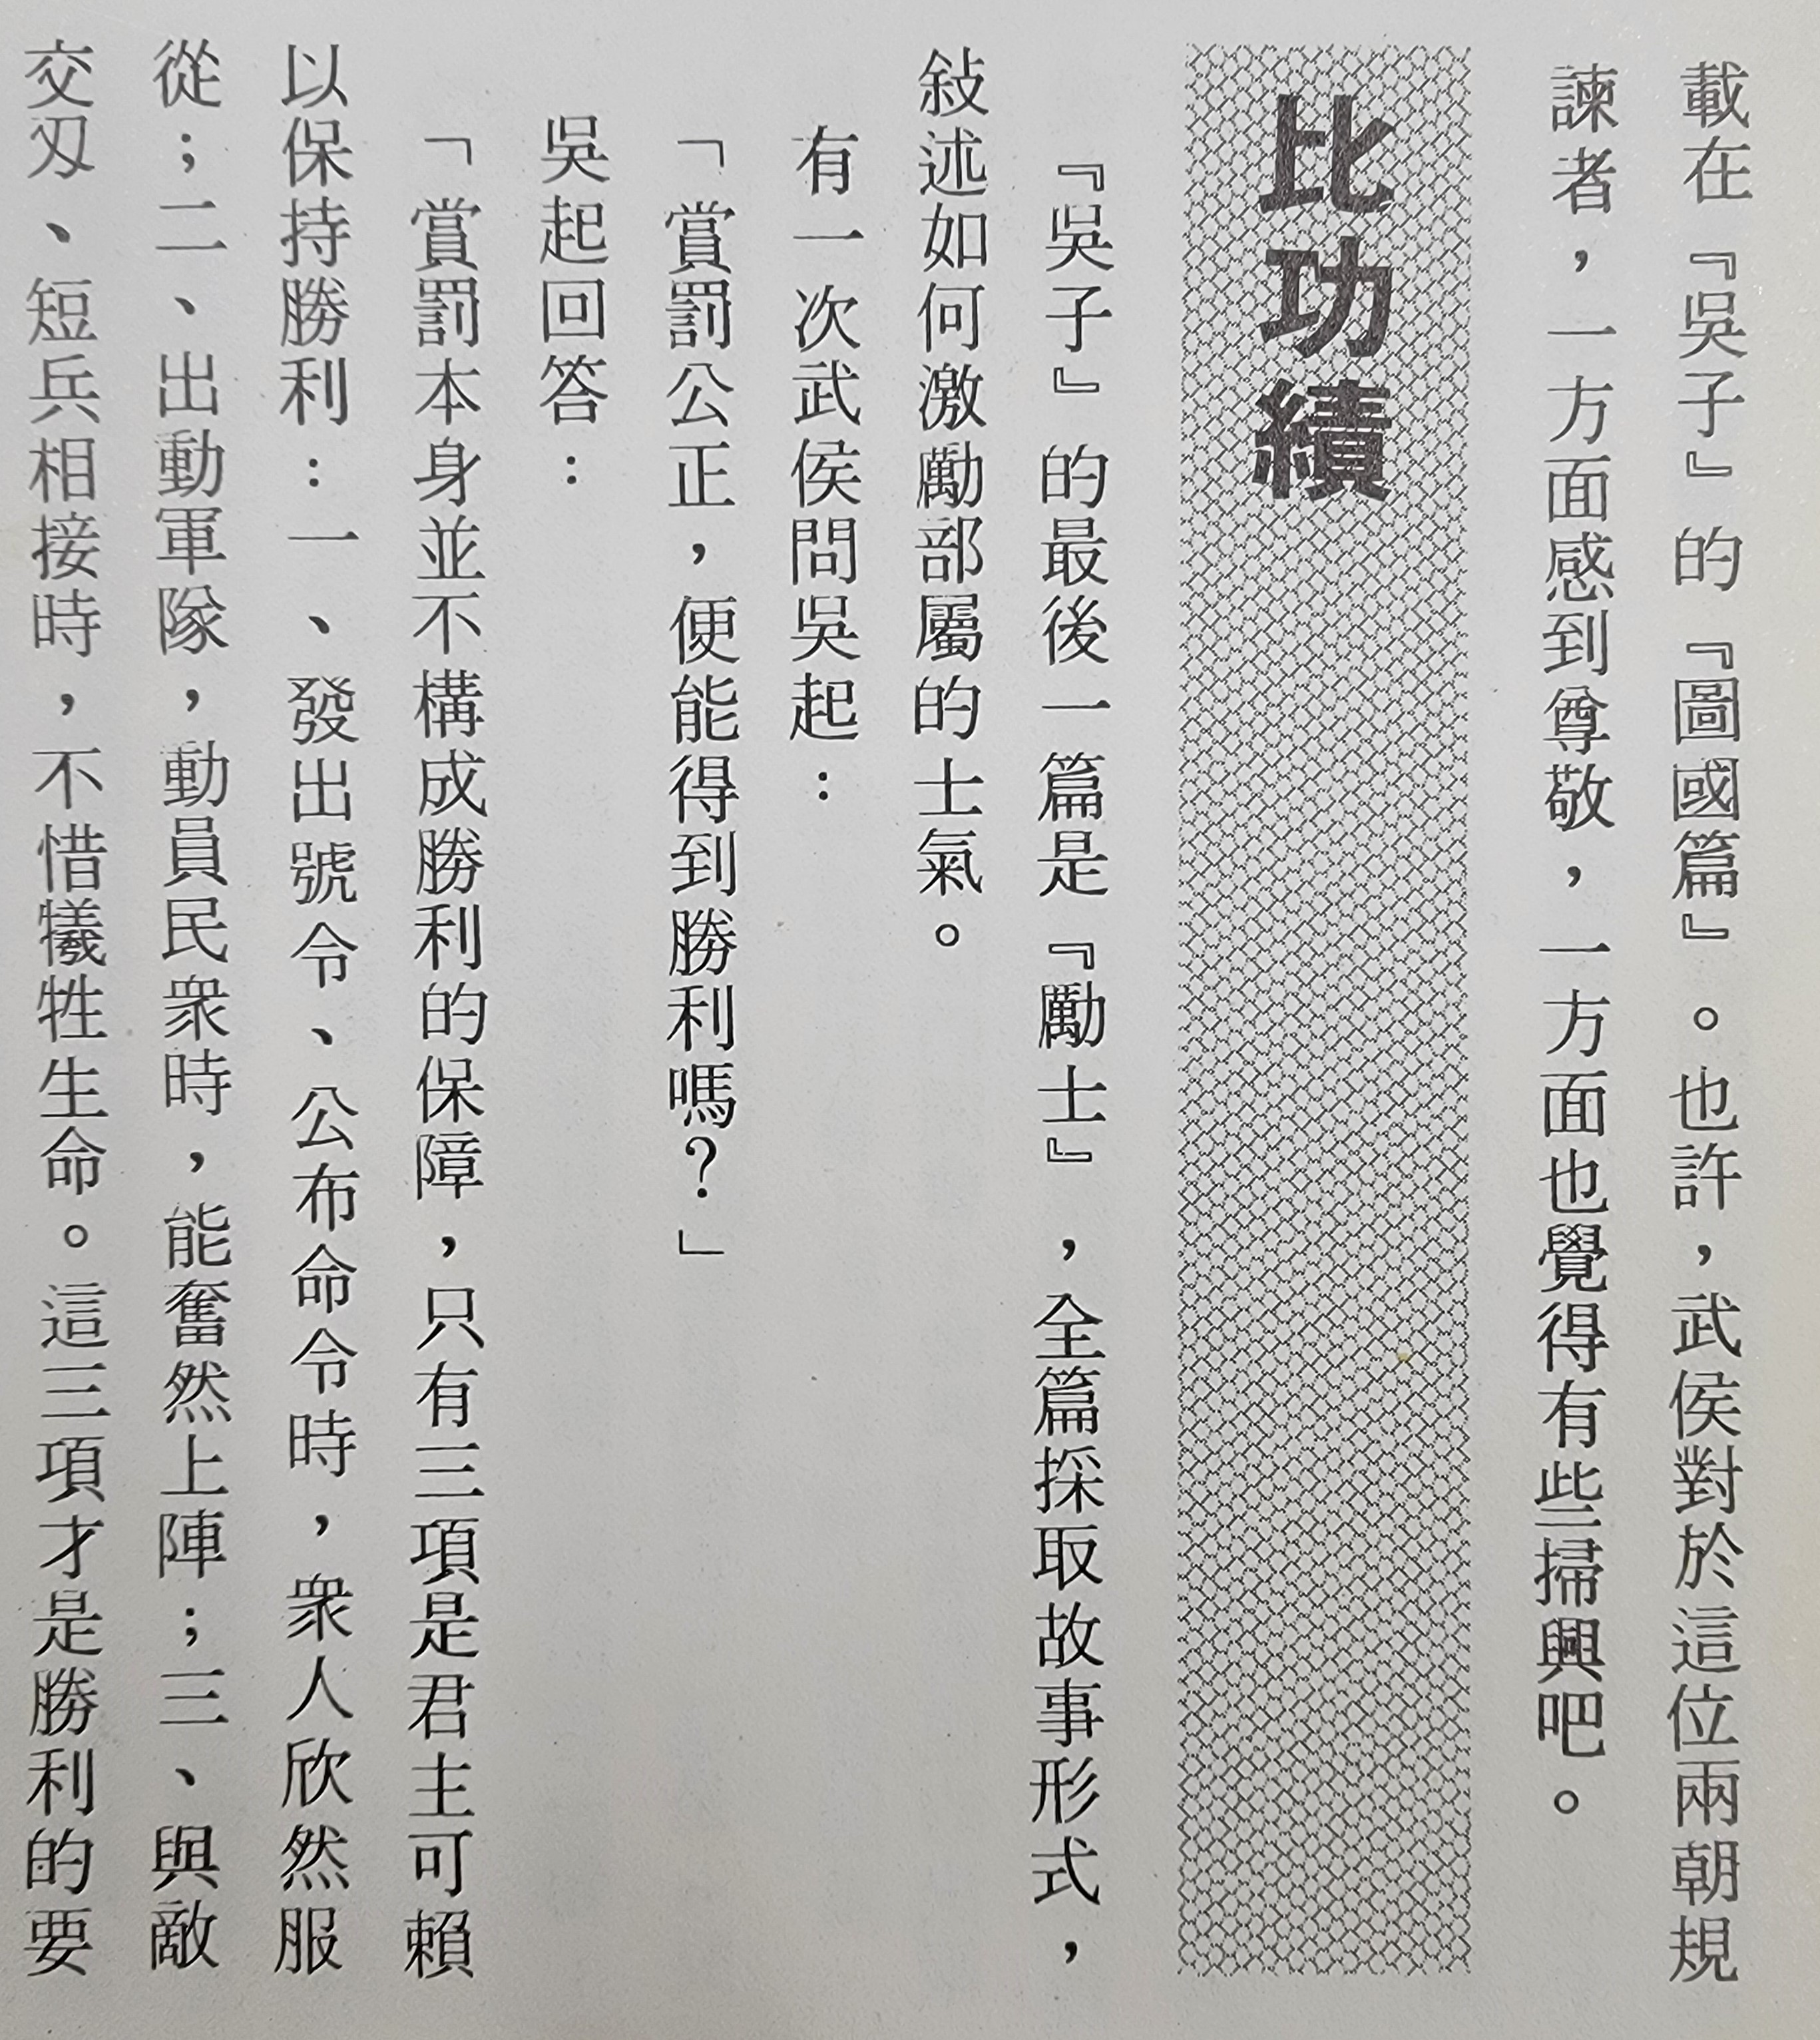 載在『吳子』的『圖國篇』。也許，武侯對於這位兩朝規
諫者，一方面感到尊敬，一方面也覺得有些掃興吧。
比功績
『吳子』的最後一篇是『勵士』，全篇採取故事形式，
敍述如何激勵部屬的士氣。
有一次武侯問吳起：
「賞罰公正，便能得到勝利嗎？」
吳起回答：
「賞罰本身並不構成勝利的保障，只有三項是君主可賴
以保持勝利：一、發出號令、公布命令時，衆人欣然服
從；二、出動軍隊，動員民衆時，能奮然上陣；三、與敵
交刄、短兵相接時，不惜犧牲生命。這三項才是勝利的要